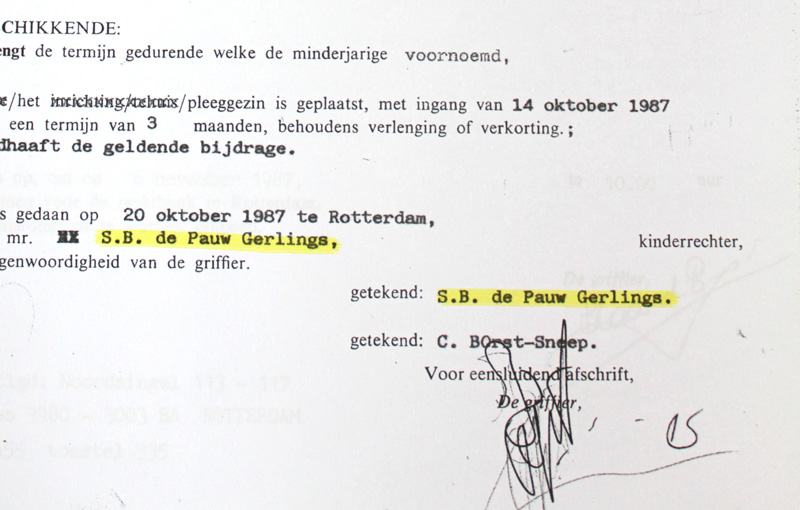 CHIKKENDE:
engt de termijn gedurende welke de minderjarige voornoemd,
/het inrichting/tehuis/pleeggezin is geplaatst, met ingang van 14 oktober 1987
een termijn van 3 maanden, behoudens verlenging of verkorting.;
dhaaft de geldende bijdrage.
s gedaan op 20 oktober 1987 te Rotterdam,
mr. S.B. de Pauw Gerlings, kinderrechter,
genwoordigheid van de griffier.
getekend: S.B. de Pauw Gerlings.
getekend: C. BOrst-Sneep.
Voor eensluidend afschrift,
De griffier,
15